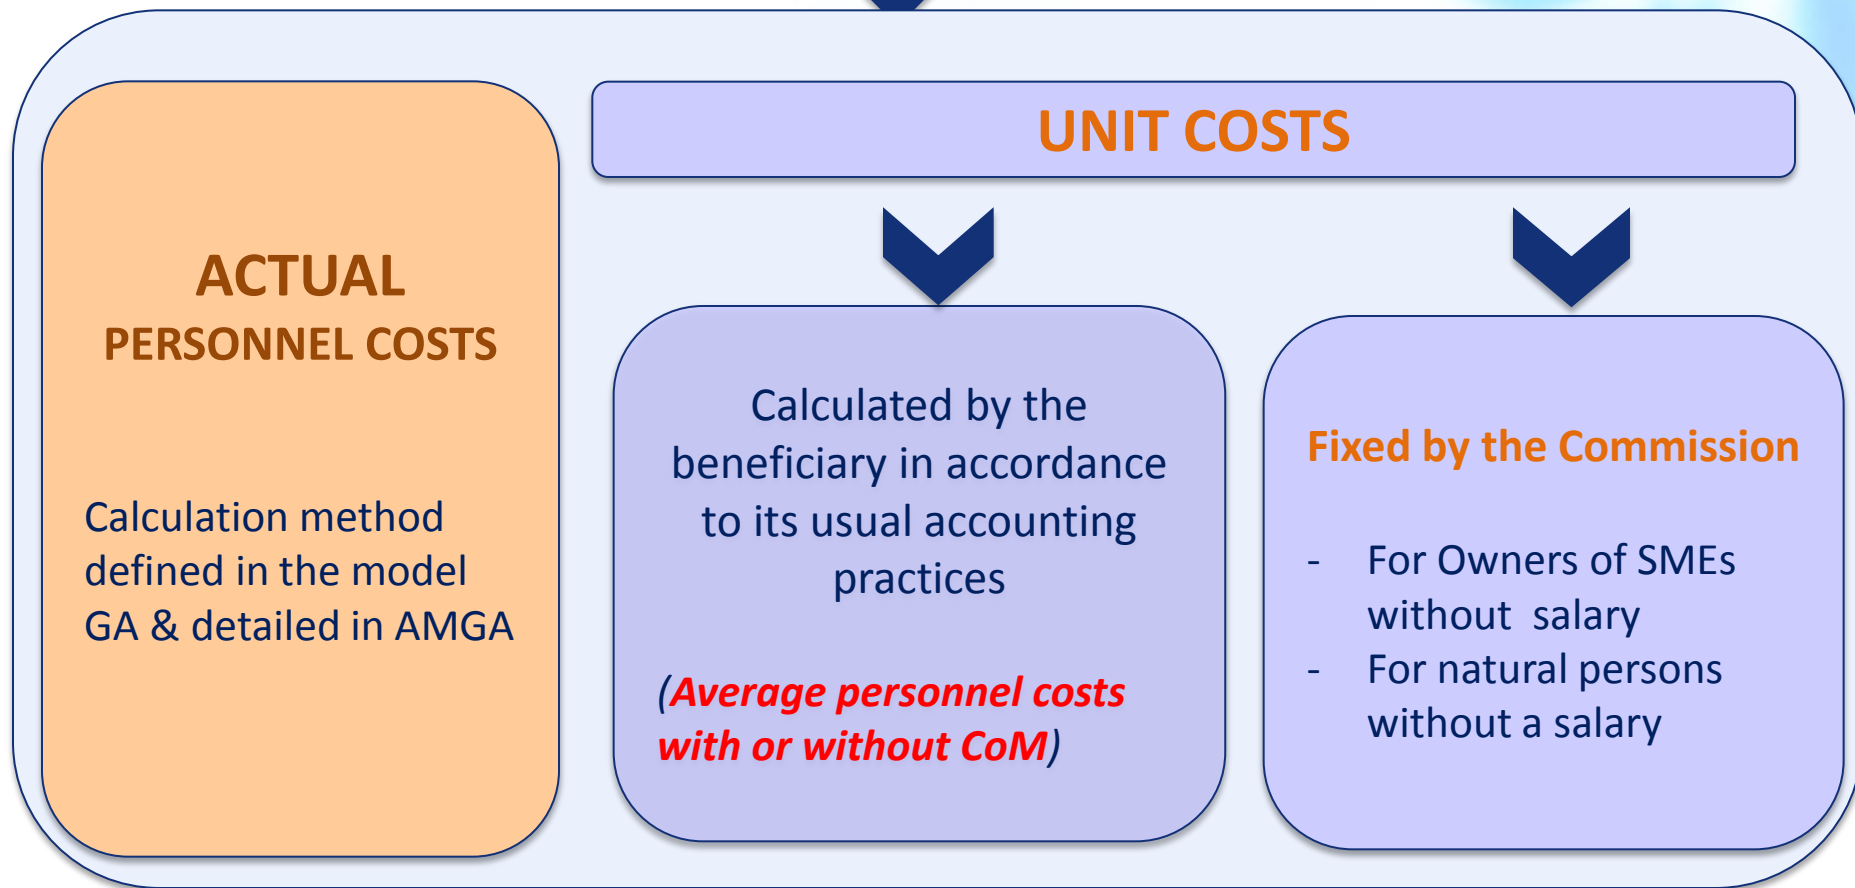 ACTUAL
PERSONNEL COSTS
Calculation method
defined in the model
GA & detailed in AMGA
UNIT COSTS
Calculated by the
beneficiary in accordance
to its usual accounting
practices
(Average personnel costs
with or without CoM)
Fixed by the Commission
- For Owners of SMEs
without salary
- For natural persons
without a salary